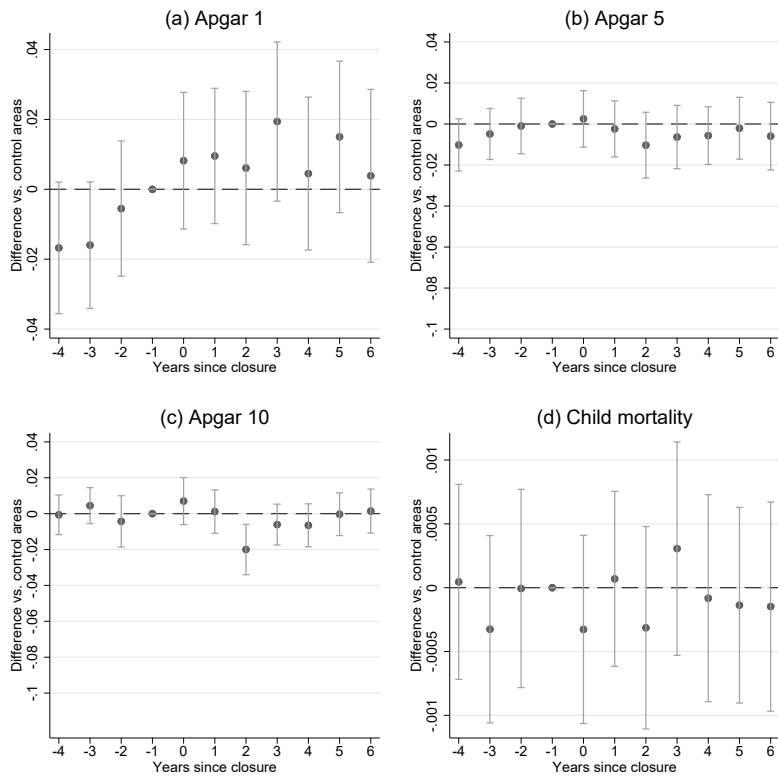 (a) Apgar 1
Difference vs. control areas
.04
.02
0
-.02
-.04
-4 -3 -2 -1 0 1 2 3 4 5 6
Years since closure
(b) Apgar 5
Difference vs. control areas
.04
.02
0
-.02
-.04
-.06
-.08
-.1
-4 -3 -2 -1 0 1 2 3 4 5 6
Years since closure
(c) Apgar 10
Difference vs. control areas
.04
.02
0
-.02
-.04
-.06
-.08
-.1
-4 -3 -2 -1 0 1 2 3 4 5 6
Years since closure
(d) Child mortality
Difference vs. control areas
.001
.0005
0
-.0005
-.001
-4 -3 -2 -1 0 1 2 3 4 5 6
Years since closure